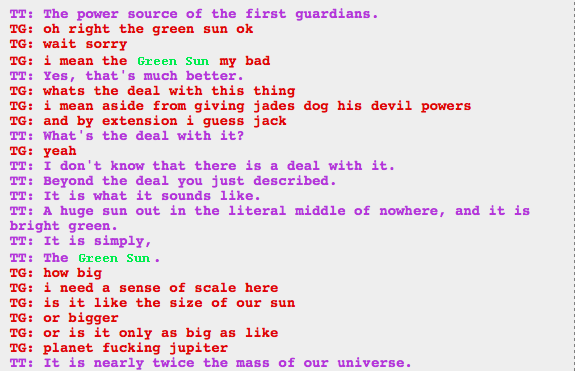 TT: The power source of the first guardians.
TG: oh right the green sun ok
TG: wait sorry
TG: i mean the Green Sun my bad
TT: Yes, that's much better.
TG: whats the deal with this thing
TG: i mean aside from giving jades dog his devil powers
TG: and by extension i guess jack
TT: What's the deal with it?
TG: yeah
TT: I don't know that there is a deal with it.
TT: Beyond the deal you just described.
TT: It is what it sounds like.
TT: A huge sun out in the literal middle of nowhere, and it is
bright green.
TT: It is simply,
TT: The Green Sun.
TG: how big
TG: i need a sense of scale here
TG: is it like the size of our sun
TG: or bigger
TG: or is it only as big as like
TG: planet fucking jupiter
TT: It is nearly twice the mass of our universe.